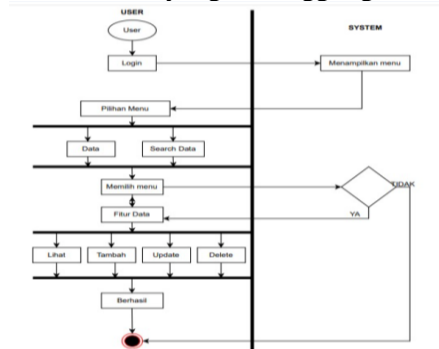 USER
SYSTEM
User
Login
Menampilkan menu
Pilihan Menu
Data
Search Data
Memilih menu
TIDAK
Fitur Data
YA
Lihat
Tambah
Update
Delete
Berhasil